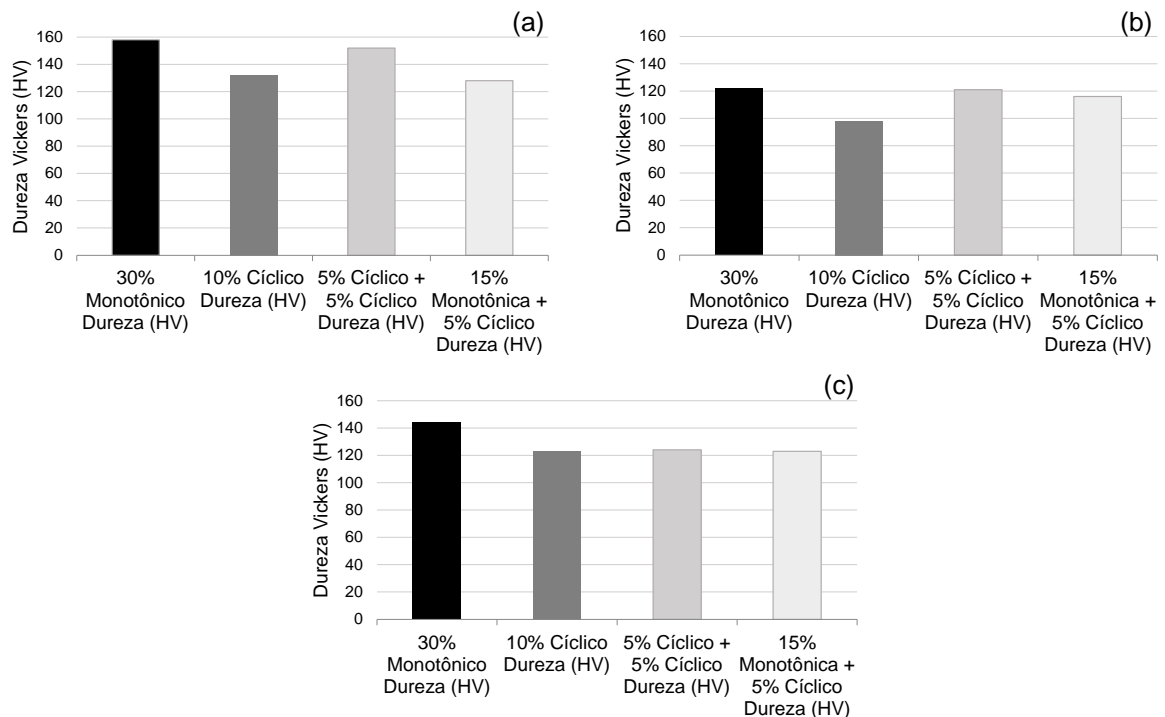 (a)
Dureza Vickers (HV)
160
140
120
100
80
60
40
20
0
30%
Monotônico
Dureza (HV)
10% Cíclico
Dureza (HV)
5% Cíclico +
5% Cíclico
Dureza (HV)
15%
Monotônica +
5% Cíclico
Dureza (HV)
(b)
Dureza Vickers (HV)
160
140
120
100
80
60
40
20
0
30%
Monotônico
Dureza (HV)
10% Cíclico
Dureza (HV)
5% Cíclico +
5% Cíclico
Dureza (HV)
15%
Monotônica +
5% Cíclico
Dureza (HV)
(c)
Dureza Vickers (HV)
160
140
120
100
80
60
40
20
0
30%
Monotônico
Dureza (HV)
10% Cíclico
Dureza (HV)
5% Cíclico +
5% Cíclico
Dureza (HV)
15%
Monotônica +
5% Cíclico
Dureza (HV)